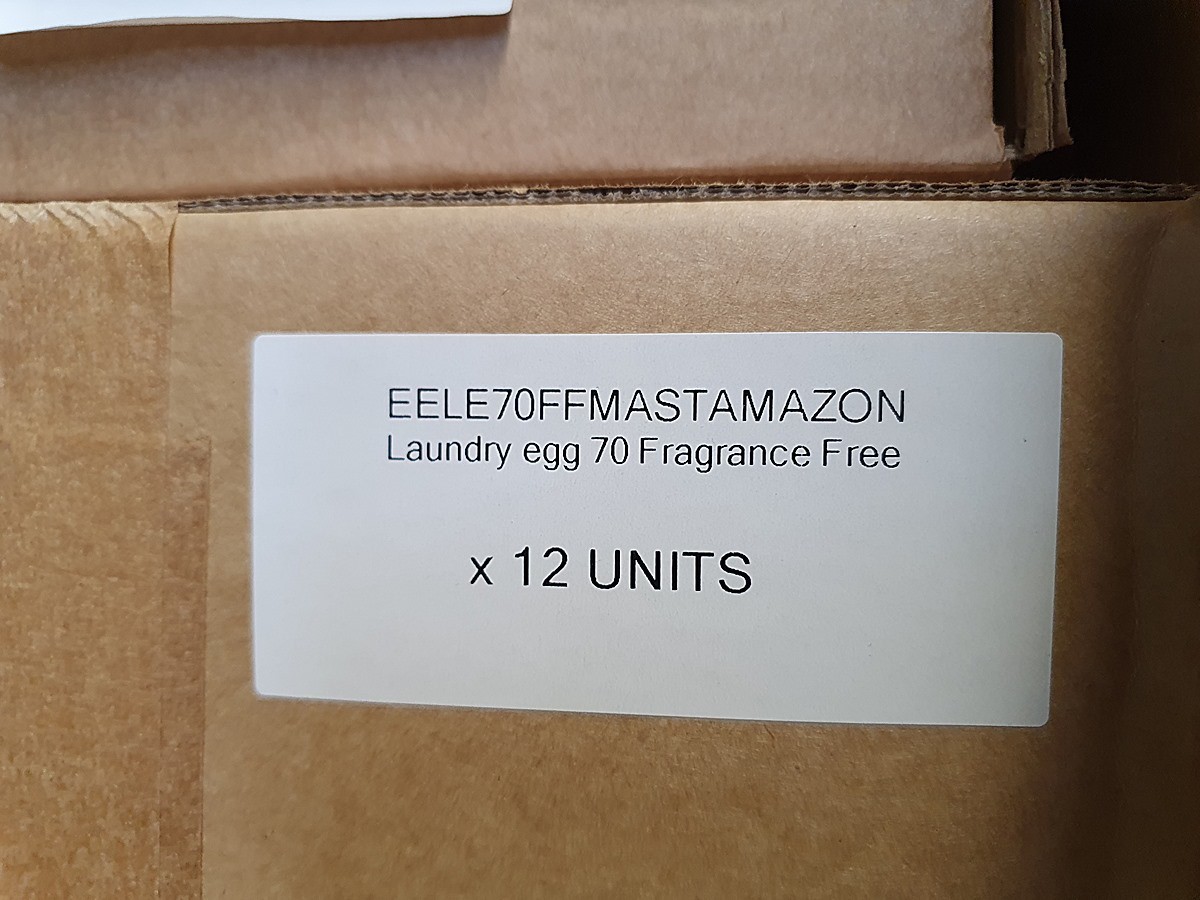 EELE70FFMASTAMAZON
Laundry egg 70 Fragrance Free
x 12 UNITS